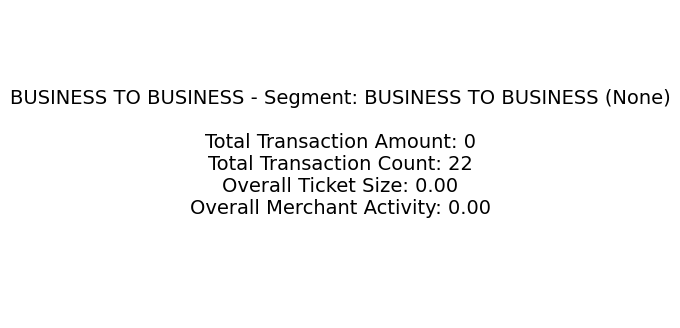 BUSINESS TO BUSINESS - Segment: BUSINESS TO BUSINESS (None)
Total Transaction Amount: 0
Total Transaction Count: 22
Overall Ticket Size: 0.00
Overall Merchant Activity: 0.00